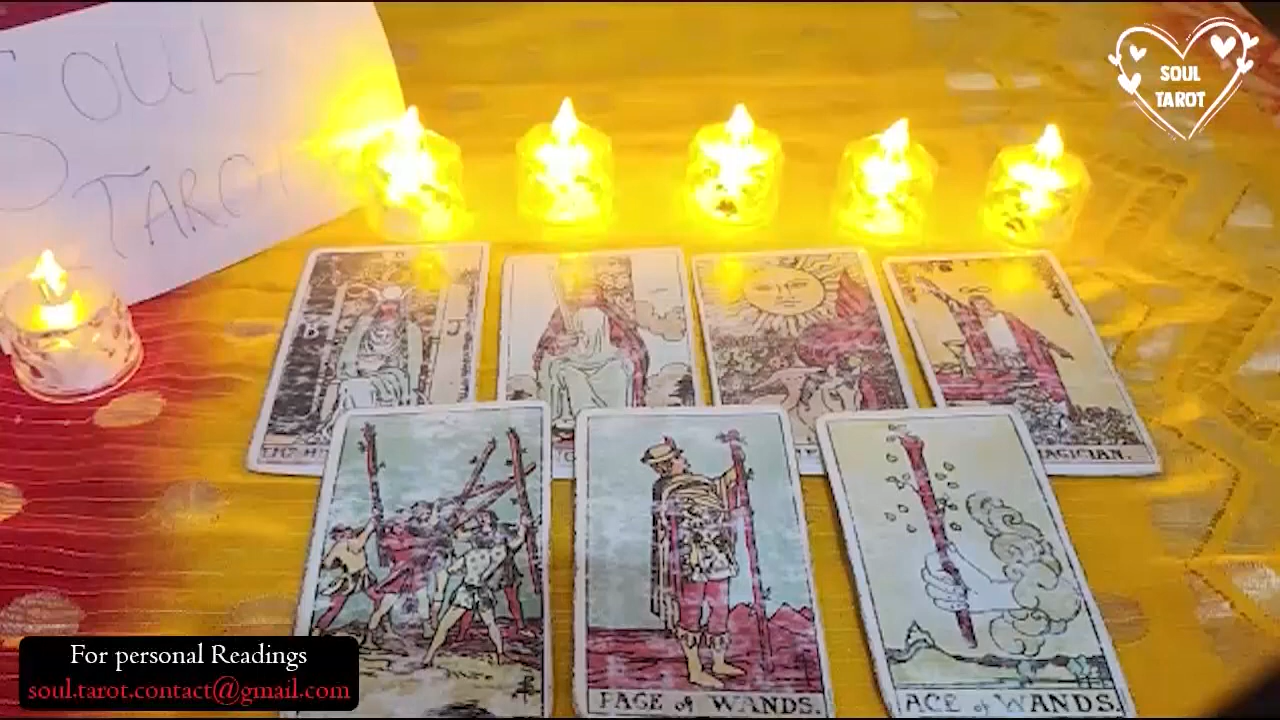 SOUL
TAROT
SOUL
TAROT
MAGICIAN.
PAGE of WANDS.
ACE of WANDS.
For personal Readings
soul.tarot.contact@gmail.com